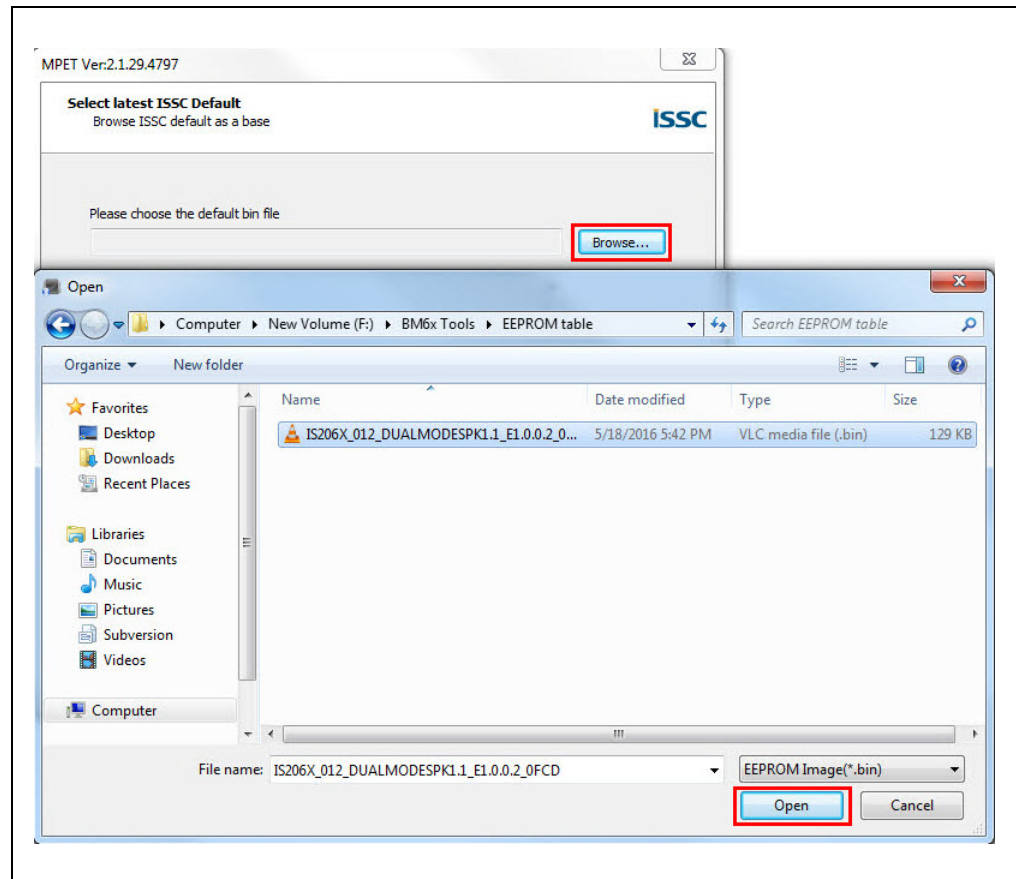 MPET Ver:2.1.29.4797
Select latest ISSC Default
Browse ISSC default as a base
ISSC
Please choose the default bin file
Browse...
Open
Computer New Volume (F:) BM6x Tools EEPROM table
Search EEPROM table
Organize New folder
Name Date modified Type Size
IS206X_012_DUALMODESPK1.1_E1.0.0.2_0... 5/18/2016 5:42 PM VLC media file (.bin) 129 KB
Favorites
Desktop
Downloads
Recent Places
Libraries
Documents
Music
Pictures
Subversion
Videos
Computer
File name: IS206X_012_DUALMODESPK1.1_E1.0.0.2_0FCD EEPROM Image(*.bin)
Open Cancel